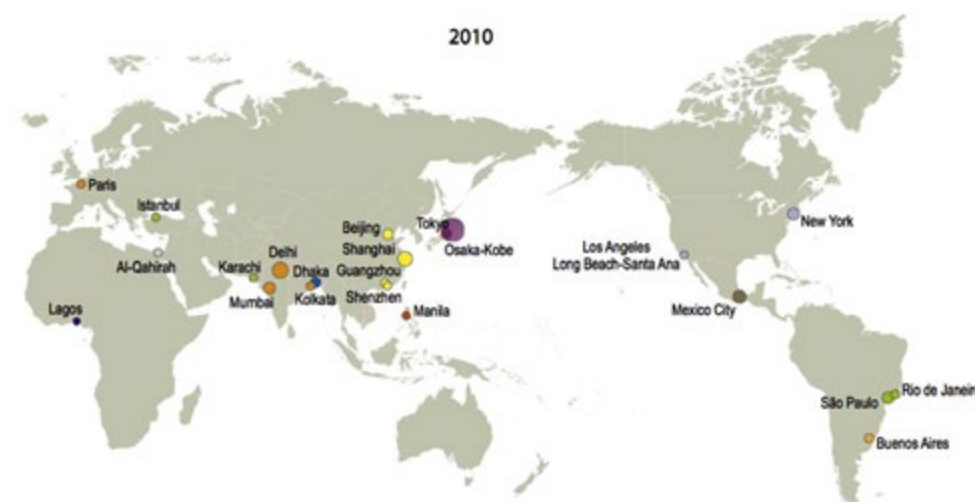 2010
Paris
Istanbul
Al-Qahirah
Lagos
Karachi
Delhi
Mumbai
Dhaka
Kolkata
Beijing
Shanghai
Guangzhou
Shenzhen
Tokyo
Osaka-Kobe
Manila
Los Angeles
Long Beach-Santa Ana
New York
Mexico City
Rio de Janeir
São Paulo
Buenos Aires